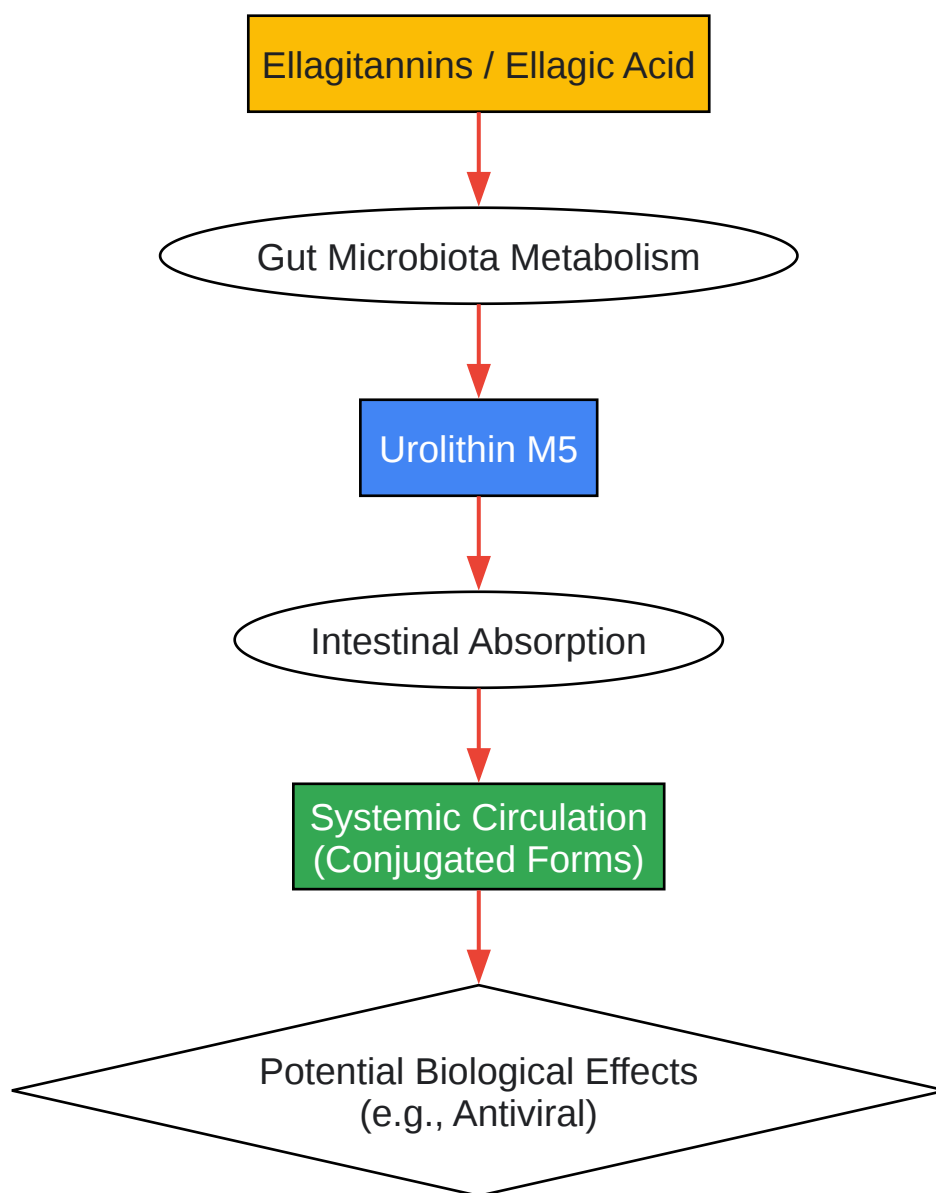 Ellagitannins / Ellagic Acid
Gut Microbiota Metabolism
Urolithin M5
Intestinal Absorption
Systemic Circulation
(Conjugated Forms)
Potential Biological Effects
(e.g., Antiviral)